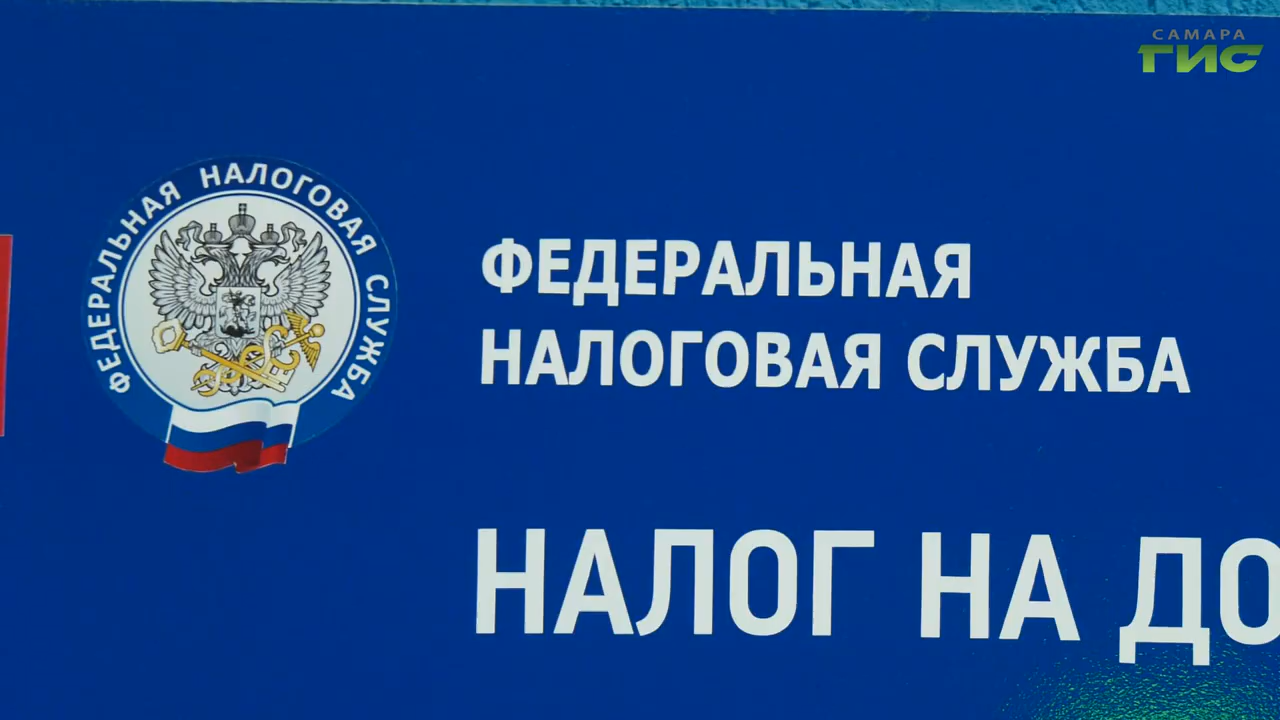 САМАРА
ГИС
ФЕДЕРАЛЬНАЯ НАЛОГОВАЯ СЛУЖБА
ФЕДЕРАЛЬНАЯ
НАЛОГОВАЯ СЛУЖБА
НАЛОГ НА ДО